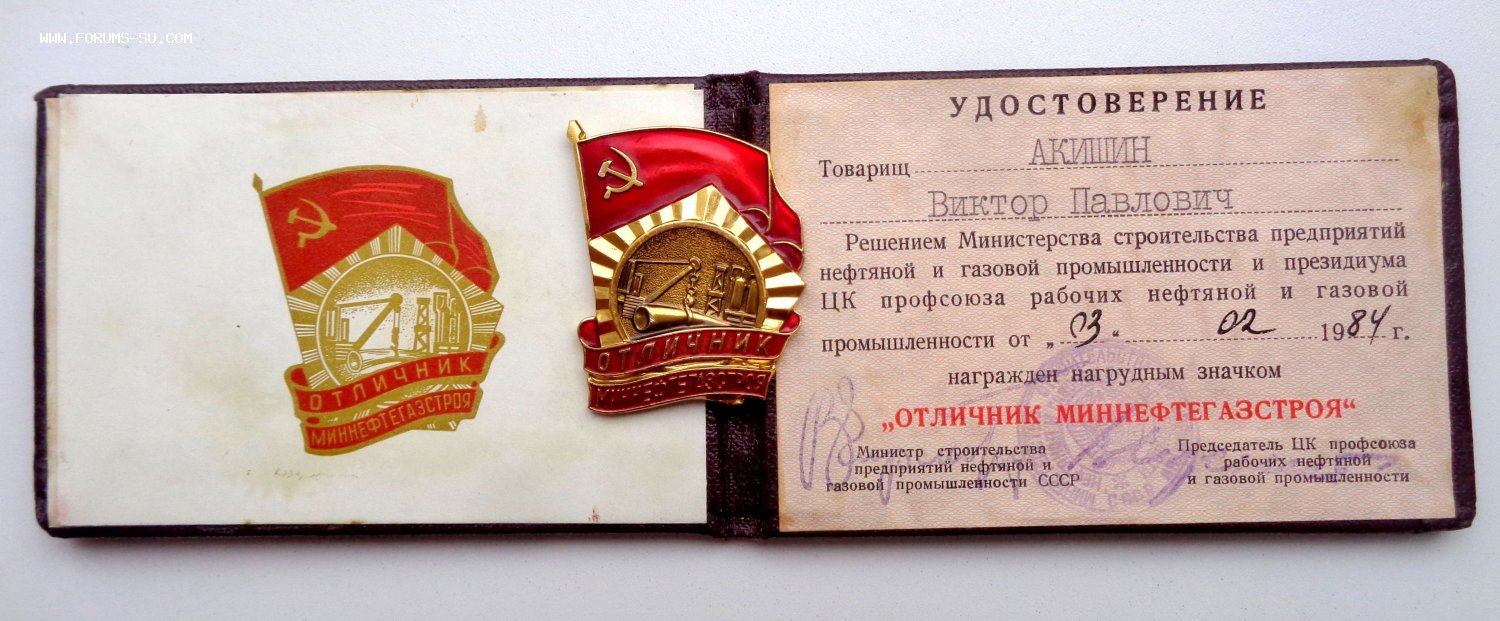 WWW.FORUMS-SU.COM
ОТЛИЧНИК
МИННЕФТЕГАЗСТРОЯ
ОТЛИЧНИК
МИННЕФТЕГАЗСТРОЯ
УДОСТОВЕРЕНИЕ
Товарищ АКИШИН
Виктор Павлович
Решением Министерства строительства предприятий
нефтяной и газовой промышленности и президиума
ЦК профсоюза рабочих нефтяной и газовой
промышленности от „03“ 02 1984 г.
награжден нагрудным значком
„ОТЛИЧНИК МИННЕФТЕГАЗСТРОЯ“
Министр строительства
предприятий нефтяной и
газовой промышленности СССР
Председатель ЦК профсоюза
рабочих нефтяной
и газовой промышленности